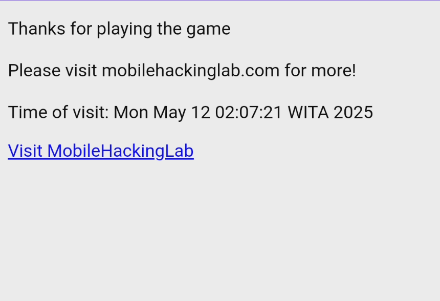 Thanks for playing the game
Please visit mobilehackinglab.com for more!
Time of visit: Mon May 12 02:07:21 WITA 2025
Visit MobileHackingLab